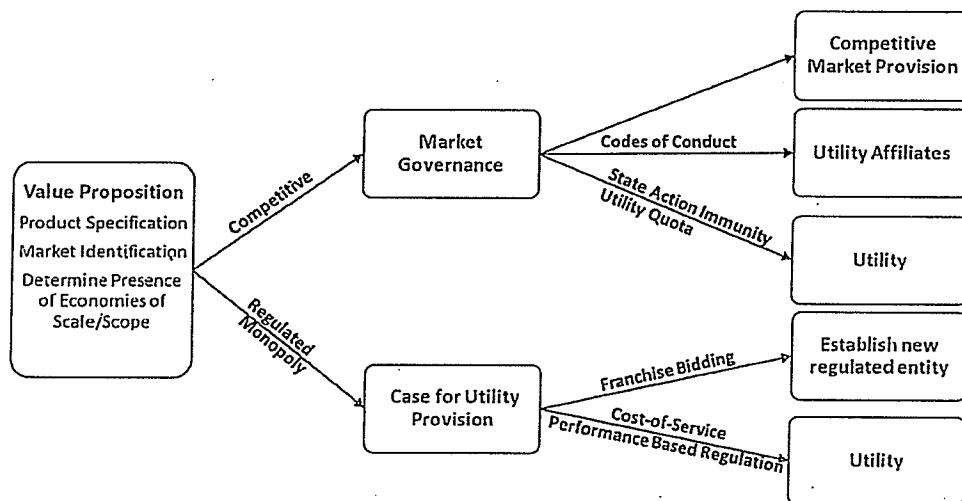 Value Proposition
Product Specification
Market Identification
Determine Presence
of Economies of
Scale/Scope
Competitive
Regulated
Monopoly
Market
Governance
Case for Utility
Provision
Codes of Conduct
State Action Immunity
Utility Quota
Franchise Bidding
Cost-of-Service
Performance Based Regulation
Competitive
Market Provision
Utility Affiliates
Utility
Establish new
regulated entity
Utility